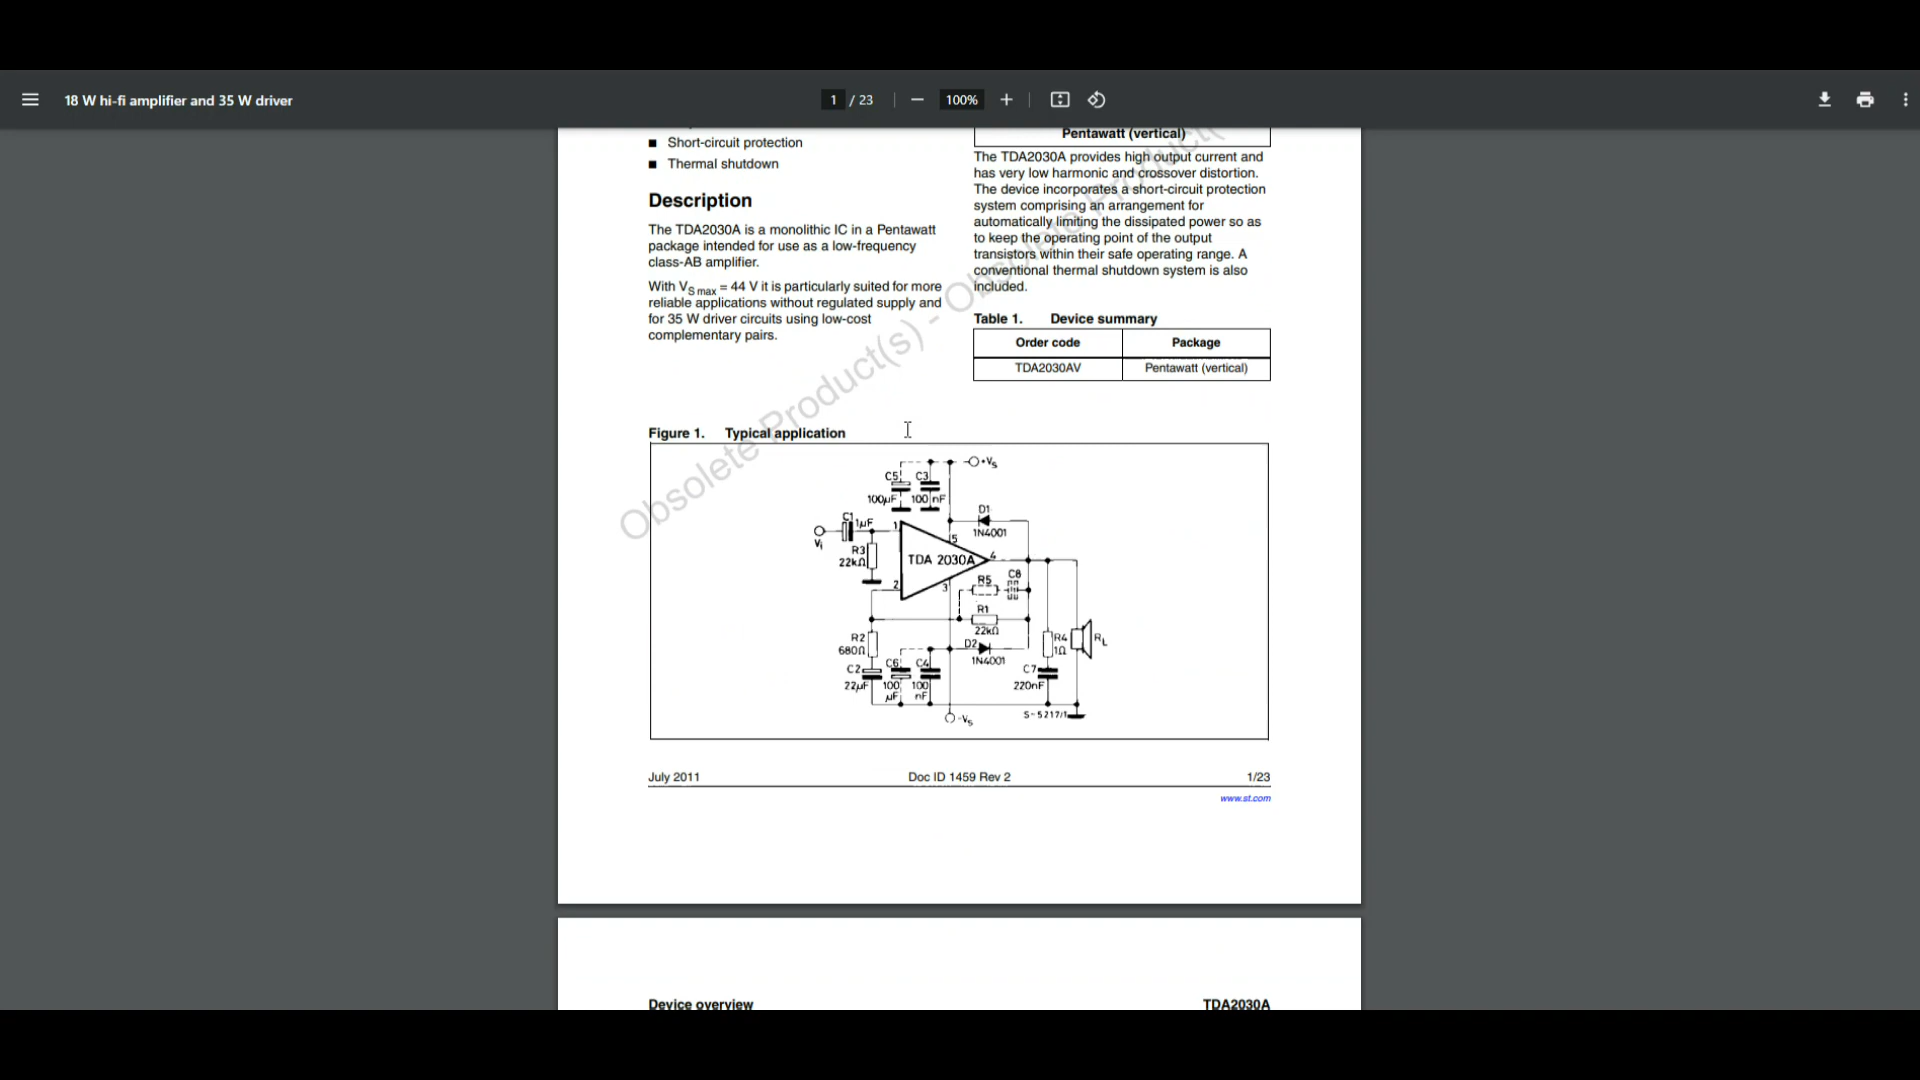 18 W hi-fi amplifier and 35 W driver
1 / 23
100%
■ Short-circuit protection
■ Thermal shutdown
Description
The TDA2030A is a monolithic IC in a Pentawatt
package intended for use as a low-frequency
class-AB amplifier.
With VS max = 44 V it is particularly suited for more
reliable applications without regulated supply and
for 35 W driver circuits using low-cost
complementary pairs.
Pentawatt (vertical)
The TDA2030A provides high output current and
has very low harmonic and crossover distortion.
The device incorporates a short-circuit protection
system comprising an arrangement for
automatically limiting the dissipated power so as
to keep the operating point of the output
transistors within their safe operating range. A
conventional thermal shutdown system is also
included.
Table 1. Device summary
Order code Package
TDA2030AV Pentawatt (vertical)
Obsolete Product(s) - Obsolete Product(
Figure 1. Typical application
+Vs
C5 C3
100µF 100nF
D1
1N4001
C1 1µF
Vi
1
5
R3
22kΩ
TDA 2030A
4
2
3
R5 C8
R1
22kΩ
R2
680Ω
D2
1N4001
R4
1Ω
RL
C2
22µF
C6
100
µF
C4
100
nF
C7
220nF
-Vs
S-5217/1
July 2011 Doc ID 1459 Rev 2 1/23
www.st.com
Device overview TDA2030A